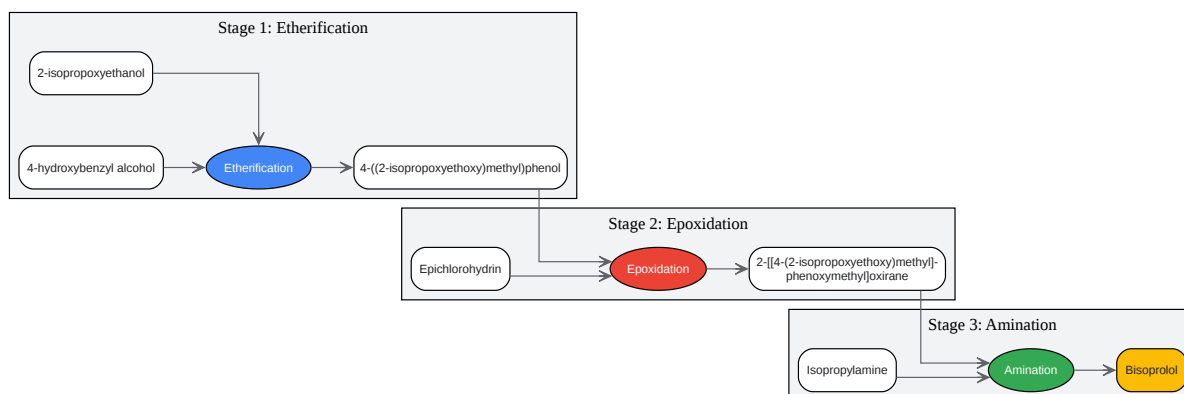 Stage 1: Etherification
2-isopropoxyethanol
4-hydroxybenzyl alcohol
Etherification
4-((2-isopropoxyethoxy)methyl)phenol
Stage 2: Epoxidation
Epichlorohydrin
Epoxidation
2-[[4-(2-isopropoxyethoxy)methyl]-
phenoxymethyl]oxirane
Stage 3: Amination
Isopropylamine
Amination
Bisoprolol